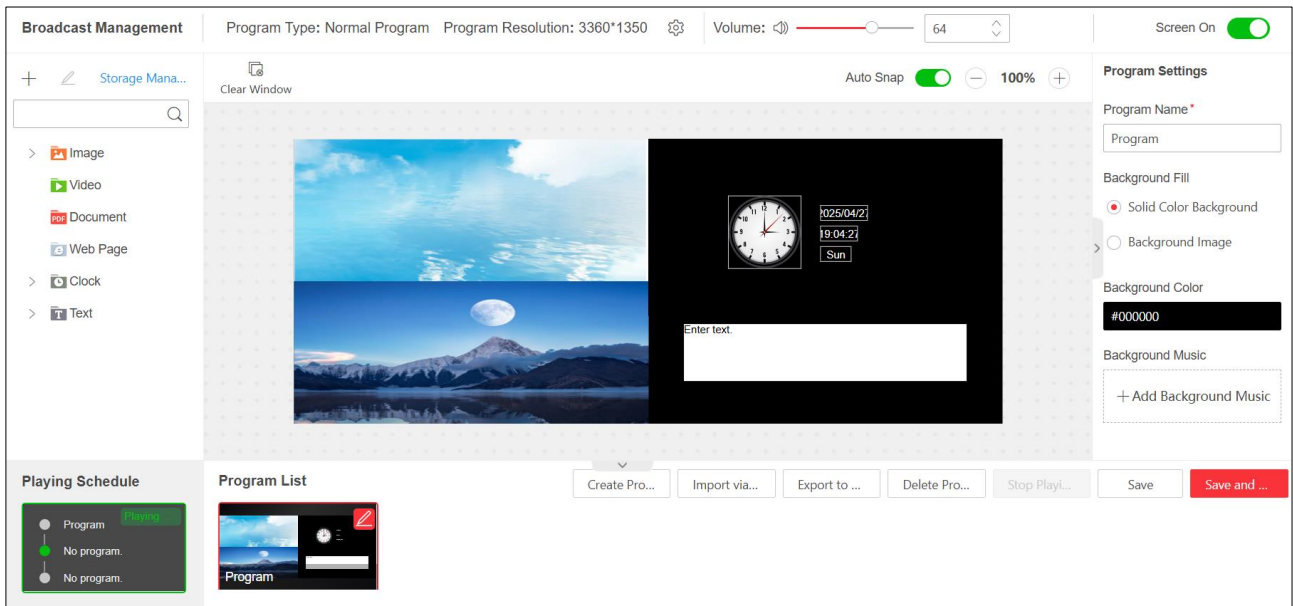 Broadcast Management
Program Type: Normal Program Program Resolution: 3360*1350 Volume: 64 Screen On
Storage Mana...
Clear Window
Auto Snap 100%
Image
Video
PDF Document
Web Page
Clock
T Text
2025/04/27
19:04:27
Sun
Enter text.
Program Settings
Program Name*
Program
Background Fill
Solid Color Background
Background Image
Background Color
#000000
Background Music
+ Add Background Music
Playing Schedule
Program Playing
No program.
No program.
Program List
Create Pro... Import via... Export to ... Delete Pro... Stop Playi... Save Save and ...
Program